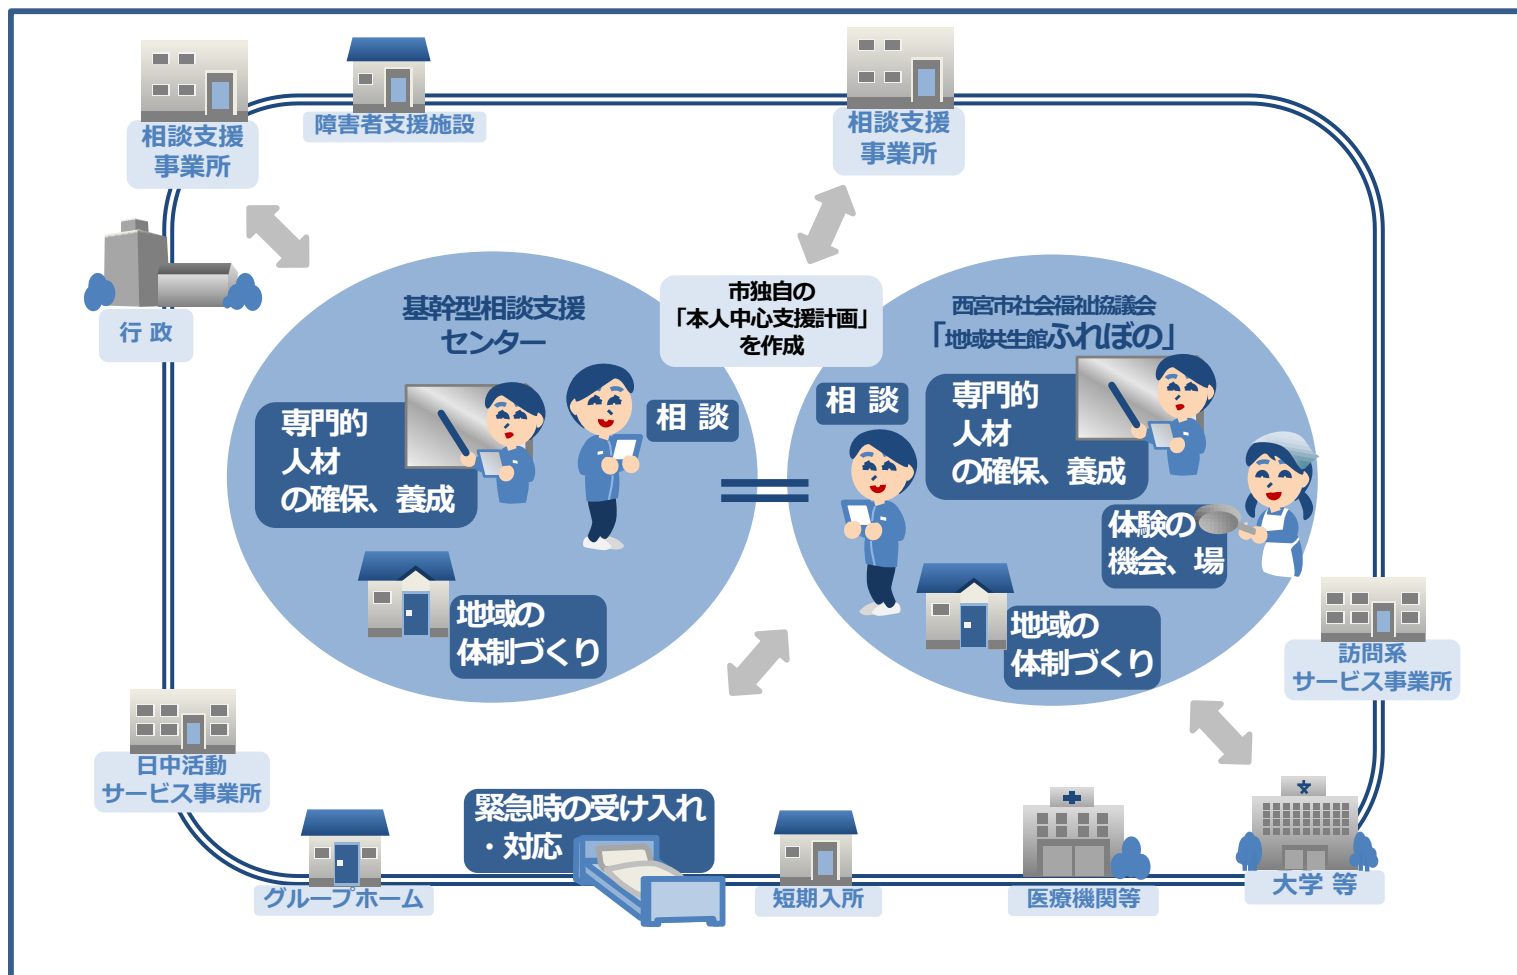 相談支援
事業所
障害者支援施設
相談支援
事業所
行 政
基幹型相談支援
センター
専門的
人材
の確保、養成
相 談
地域の
体制づくり
市独自の
「本人中心支援計画」
を作成
西宮市社会福祉協議会
「地域共生館ふれぼの」
相 談
専門的
人材
の確保、養成
体験の
機会、場
地域の
体制づくり
訪問系
サービス事業所
日中活動
サービス事業所
グループホーム
緊急時の受け入れ
・対応
短期入所
医療機関等
文
大学 等